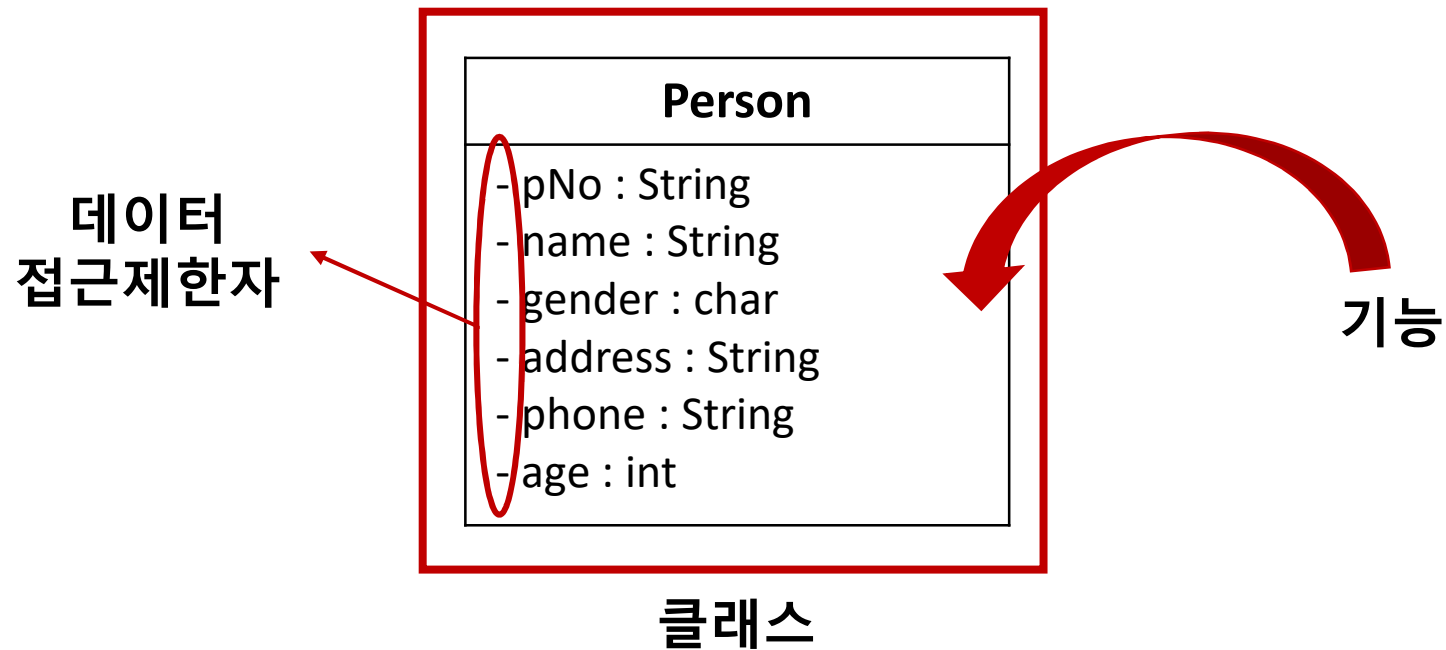 Person
- pNo : String
- name : String
- gender : char
- address : String
- phone : String
- age : int
데이터
접근제한자
기능
클래스